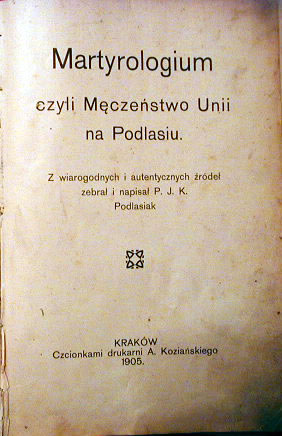 Martyrologium
czyli Męczeństwo Unii
na Podlasiu.
Z wiarogodnych i autentycznych źródeł
zebrał i napisał P. J. K.
Podlasiak
KRAKÓW
Czcionkami drukarni A. Koziańskiego
1905.